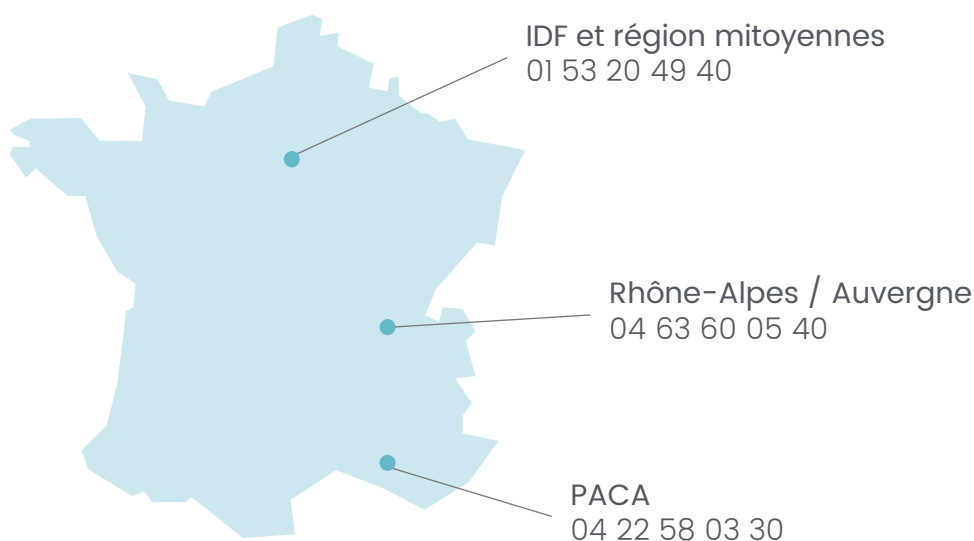 IDF et région mitoyennes
01 53 20 49 40
Rhône-Alpes / Auvergne
04 63 60 05 40
PACA
04 22 58 03 30